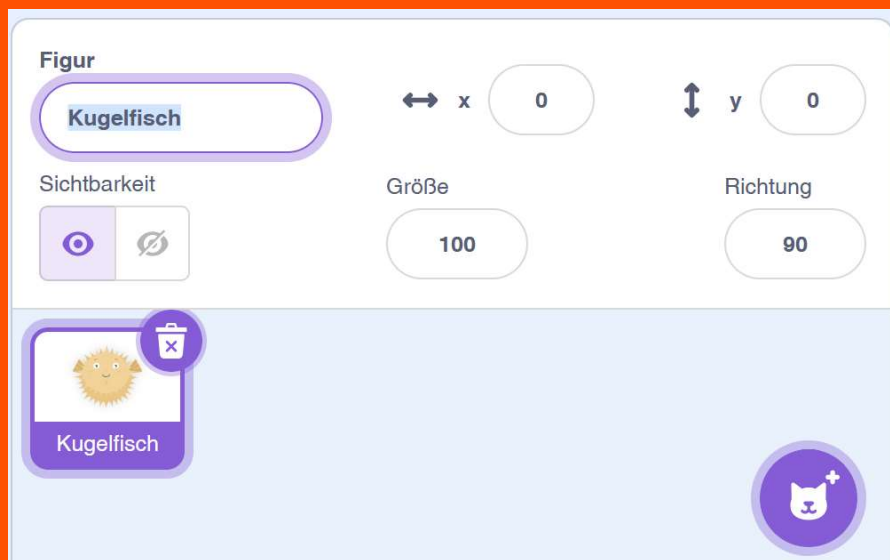 Figur
Kugelfisch
x 0
y 0
Sichtbarkeit
Größe
Richtung
100
90
Kugelfisch